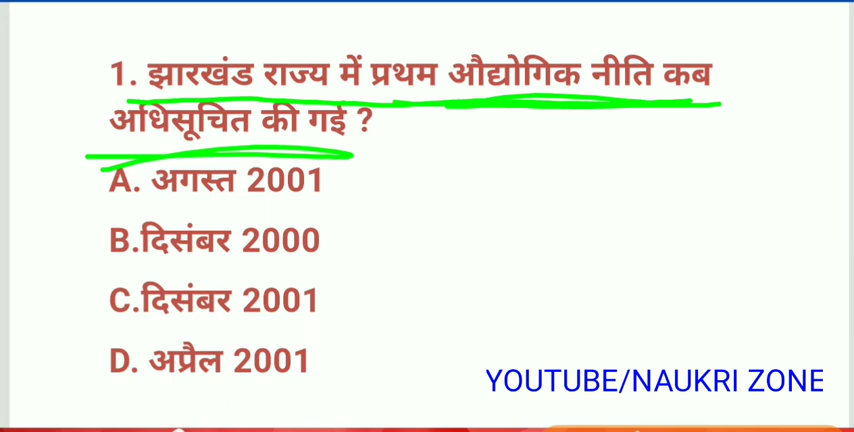 1. झारखंड राज्य में प्रथम औद्योगिक नीति कब
अधिसूचित की गई ?
A. अगस्त 2001
B.दिसंबर 2000
C.दिसंबर 2001
D. अप्रैल 2001
YOUTUBE/NAUKRI ZONE